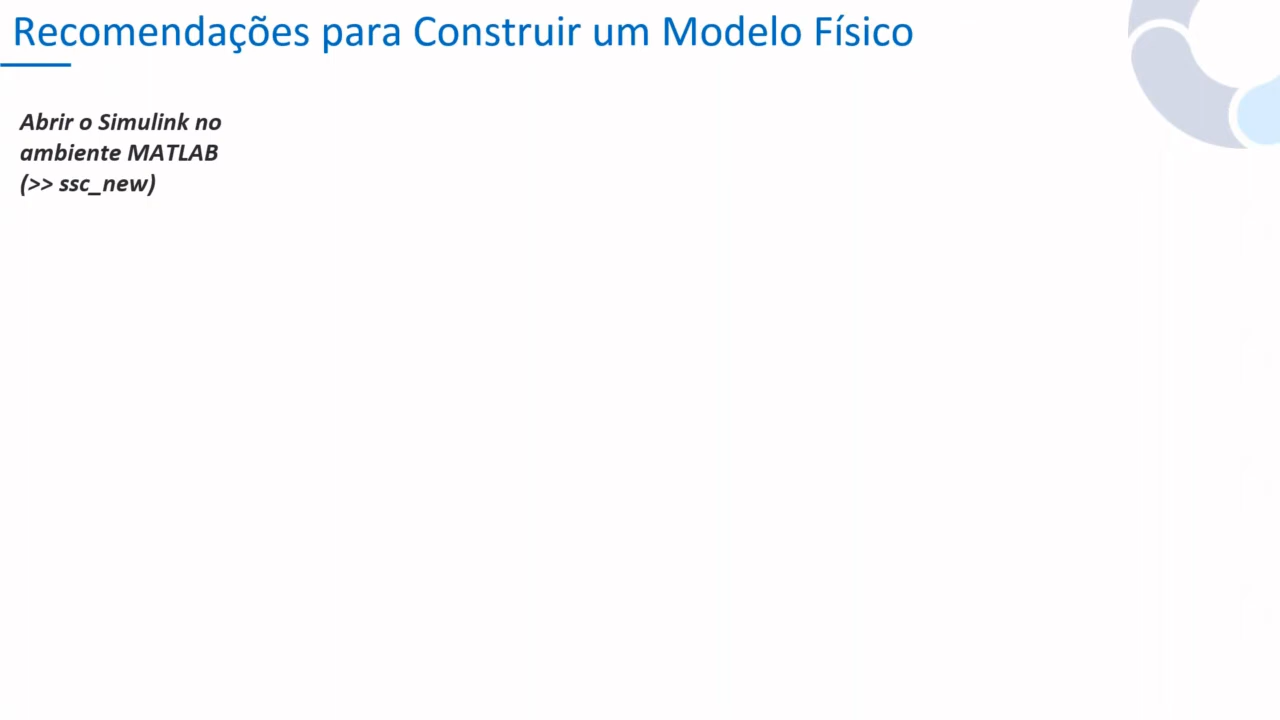 Recomendações para Construir um Modelo Físico
Abrir o Simulink no
ambiente MATLAB
(>> ssc_new)